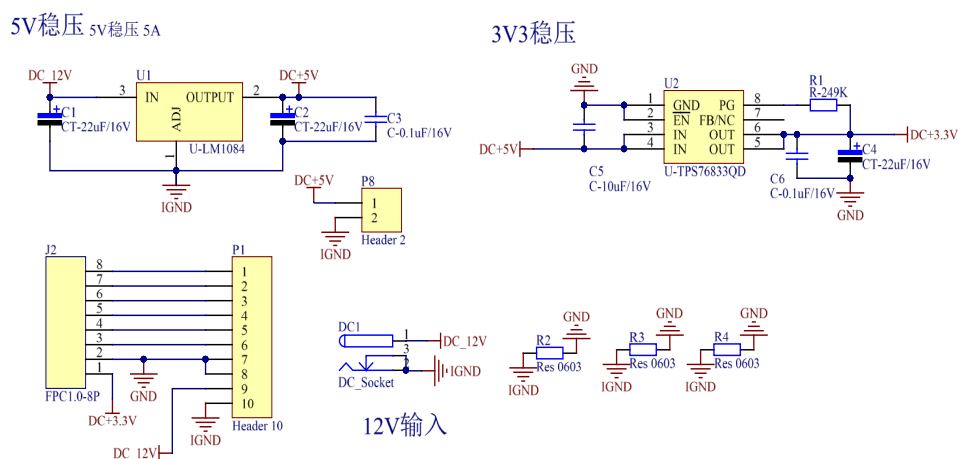 5V稳压 5V稳压 5A
DC_12V
U1
3 IN OUTPUT 2
ADJ
1
U-LM1084
DC+5V
C1
CT-22uF/16V
C2
CT-22uF/16V
C3
C-0.1uF/16V
IGND
3V3稳压
GND
U2
1 GND PG 8
2 EN FB/NC 7
3 IN OUT 6
4 IN OUT 5
U-TPS76833QD
R1
R-249K
DC+5V
DC+3.3V
C5
C-10uF/16V
C6
C-0.1uF/16V
C4
CT-22uF/16V
GND
DC+5V
P8
1
2
Header 2
IGND
J2
8
7
6
5
4
3
2
1
FPC1.0-8P
P1
1
2
3
4
5
6
7
8
9
10
Header 10
GND
DC+3.3V
IGND
DC_12V
DC1
1
3
2
DC_Socket
DC_12V
IGND
12V输入
GND
R2
Res 0603
IGND
GND
R3
Res 0603
IGND
GND
R4
Res 0603
IGND